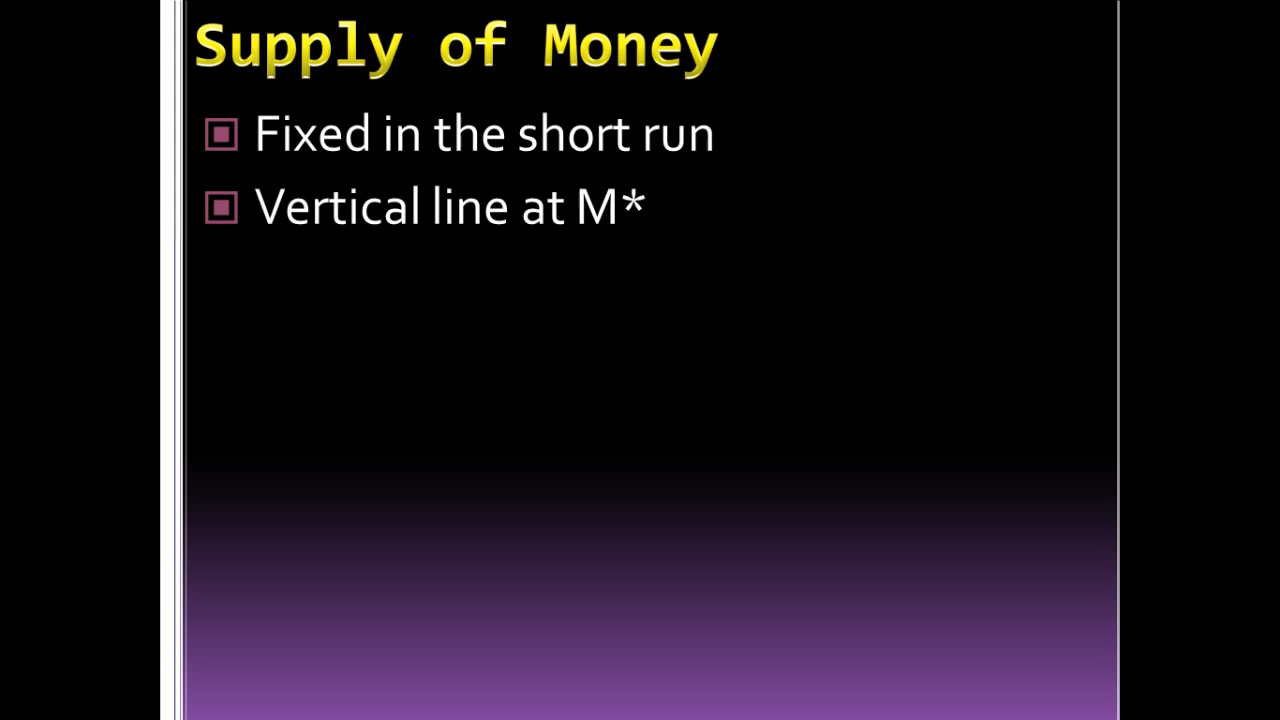 Supply of Money
Fixed in the short run
Vertical line at M*